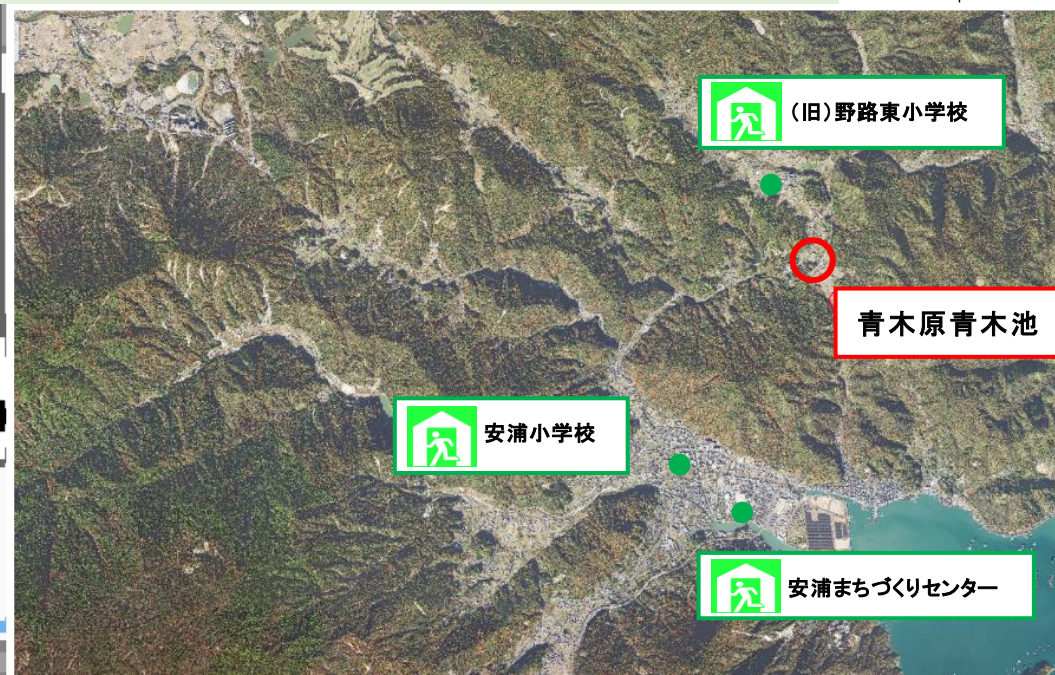 (旧)野路東小学校
青木原青木池
安浦小学校
安浦まちづくりセンター